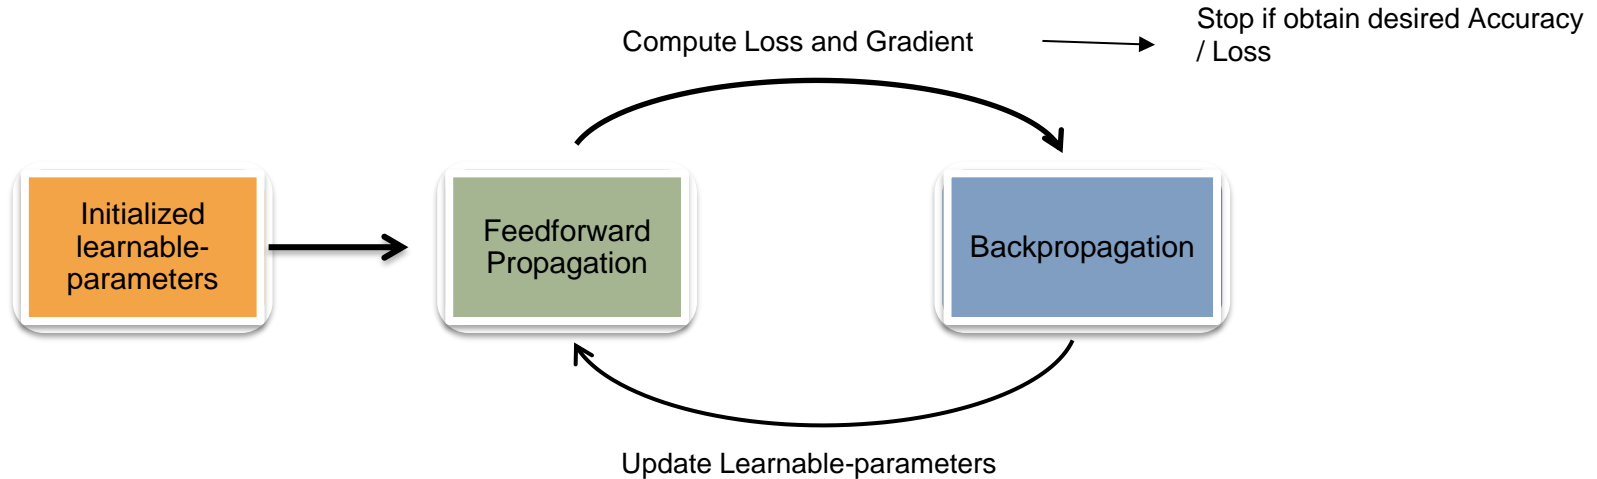 Stop if obtain desired Accuracy
/ Loss
Compute Loss and Gradient
Initialized
learnable-
parameters
Feedforward
Propagation
Backpropagation
Update Learnable-parameters